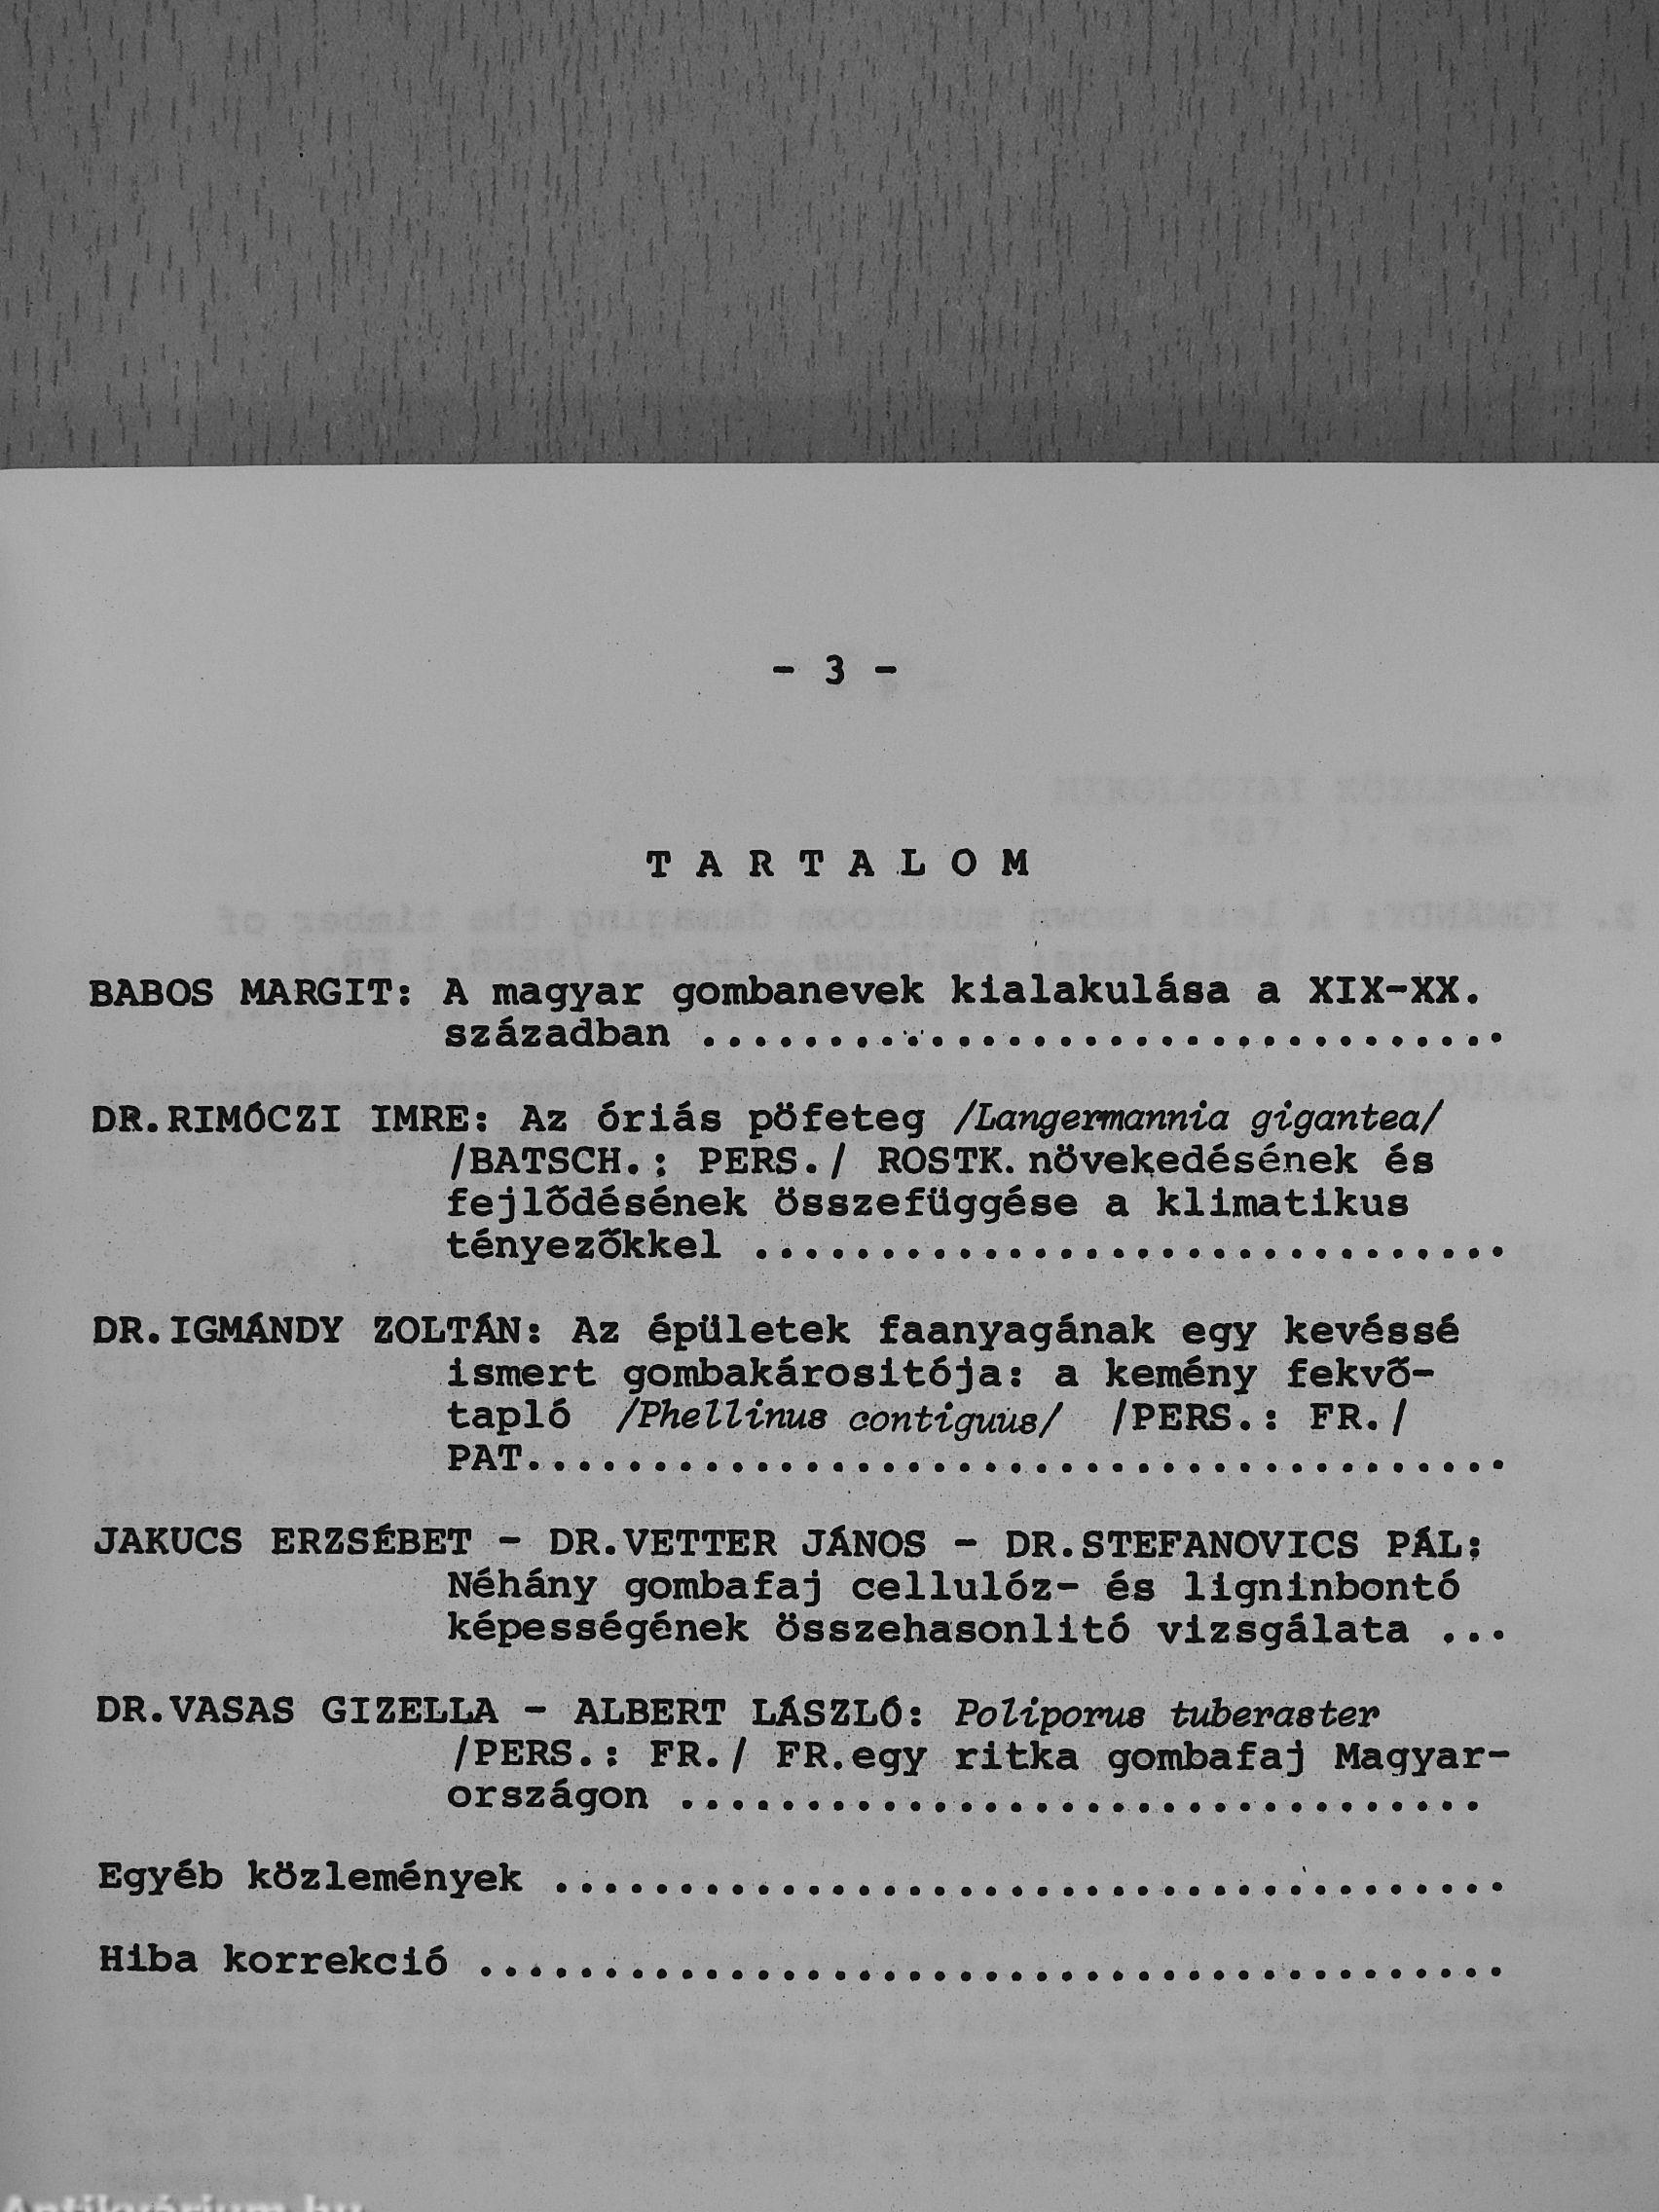 - 3 -
T A R T A L O M
BABOS MARGIT: A magyar gombanevek kialakulása a XIX-XX.
században ................................
DR.RIMÓCZI IMRE: Az óriás pöfeteg /Langermannia gigantea/
/BATSCH.: PERS./ ROSTK. növekedésének és
fejlődésének összefüggése a klimatikus
tényezőkkel ..............................
DR.IGMÁNDY ZOLTÁN: Az épületek faanyagának egy kevéssé
ismert gombakárositója: a kemény fekvő-
tapló /Phellinus contiguus/ /PERS.: FR./
PAT.......................................
JAKUCS ERZSÉBET - DR.VETTER JÁNOS - DR.STEFANOVICS PÁL:
Néhány gombafaj cellulóz- és ligninbontó
képességének összehasonlitó vizsgálata ...
DR.VASAS GIZELLA - ALBERT LÁSZLÓ: Poliporus tuberaster
/PERS.: FR./ FR.egy ritka gombafaj Magyar-
országon ................................
Egyéb közlemények ......................................
Hiba korrekció .........................................
Antikvárium.hu